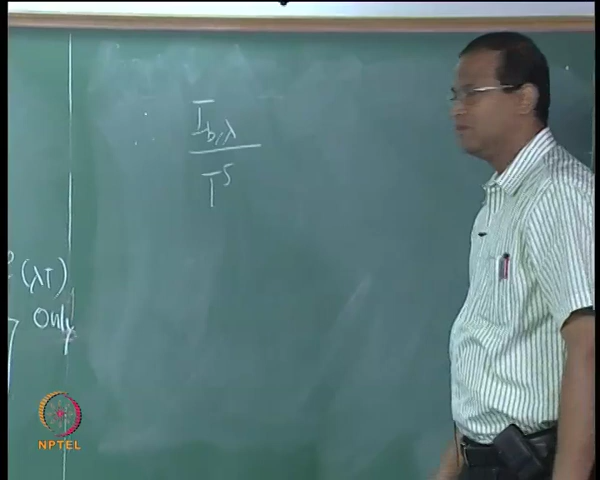 (λT)
only
∴ I_b,λ
T^5
NPTEL